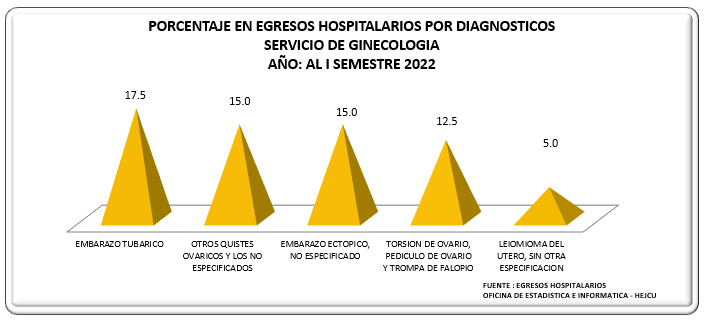 PORCENTAJE EN EGRESOS HOSPITALARIOS POR DIAGNOSTICOS
SERVICIO DE GINECOLOGIA
AÑO: AL I SEMESTRE 2022
17.5
15.0
15.0
12.5
5.0
EMBARAZO TUBARICO
OTROS QUISTES
OVARICOS Y LOS NO
ESPECIFICADOS
EMBARAZO ECTOPICO,
NO ESPECIFICADO
TORSION DE OVARIO,
PEDICULO DE OVARIO
Y TROMPA DE FALOPIO
LEIOMIOMA DEL
UTERO, SIN OTRA
ESPECIFICACION
FUENTE : EGRESOS HOSPITALARIOS
OFICINA DE ESTADISTICA E INFORMATICA - HEJCU